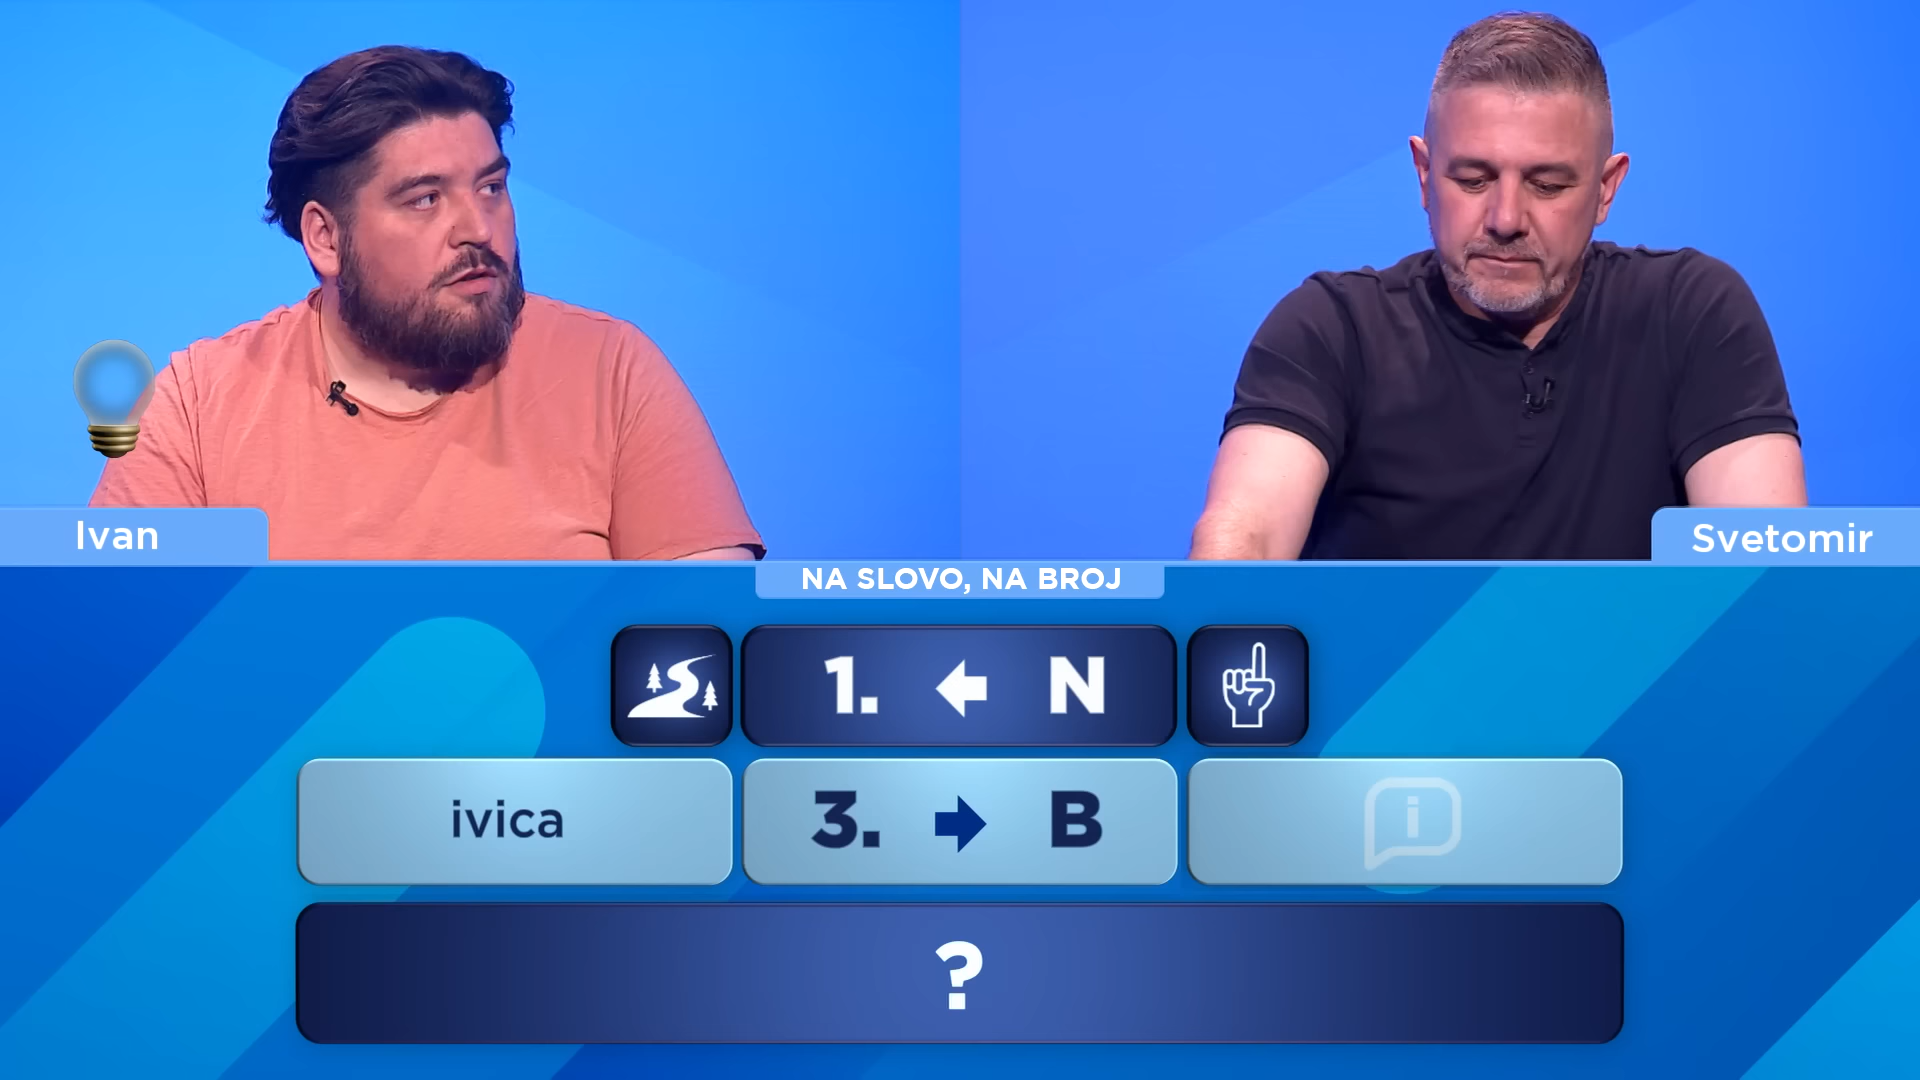 Ivan
Svetomir
NA SLOVO, NA BROJ
1. N
ivica
3. B
i
?